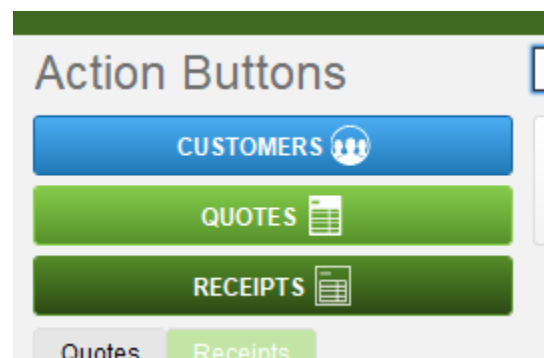 Action Buttons
CUSTOMERS
QUOTES
RECEIPTS
Quotes Receipts